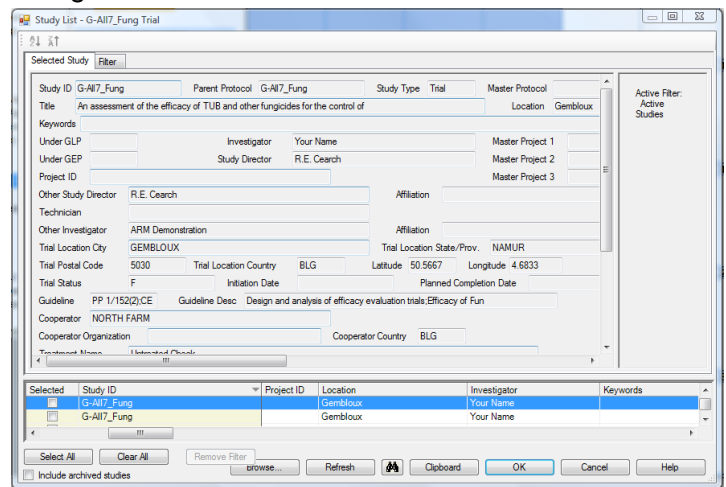 Study List - G-All7_Fung Trial
Selected Study Filter
Study ID G-All7_Fung Parent Protocol G-All7_Fung Study Type Trial Master Protocol
Title An assessment of the efficacy of TUB and other fungicides for the control of Location Gembloux
Keywords
Under GLP Investigator Your Name Master Project 1
Under GEP Study Director R.E. Cearch Master Project 2
Project ID Master Project 3
Other Study Director R.E. Cearch Affiliation
Technician
Other Investigator ARM Demonstration Affiliation
Trial Location City GEMBLOUX Trial Location State/Prov. NAMUR
Trial Postal Code 5030 Trial Location Country BLG Latitude 50.5667 Longitude 4.6833
Trial Status F Initiation Date Planned Completion Date
Guideline PP 1/152(2);CE Guideline Desc Design and analysis of efficacy evaluation trials;Efficacy of Fun
Cooperator NORTH FARM
Cooperator Organization Cooperator Country BLG
Treatment Name Untreated Check
Active Filter:
Active
Studies
Selected Study ID Project ID Location Investigator Keywords
G-All7_Fung Gembloux Your Name
G-All7_Fung Gembloux Your Name
Select All Clear All Remove Filter Browse... Refresh Clipboard OK Cancel Help
Include archived studies